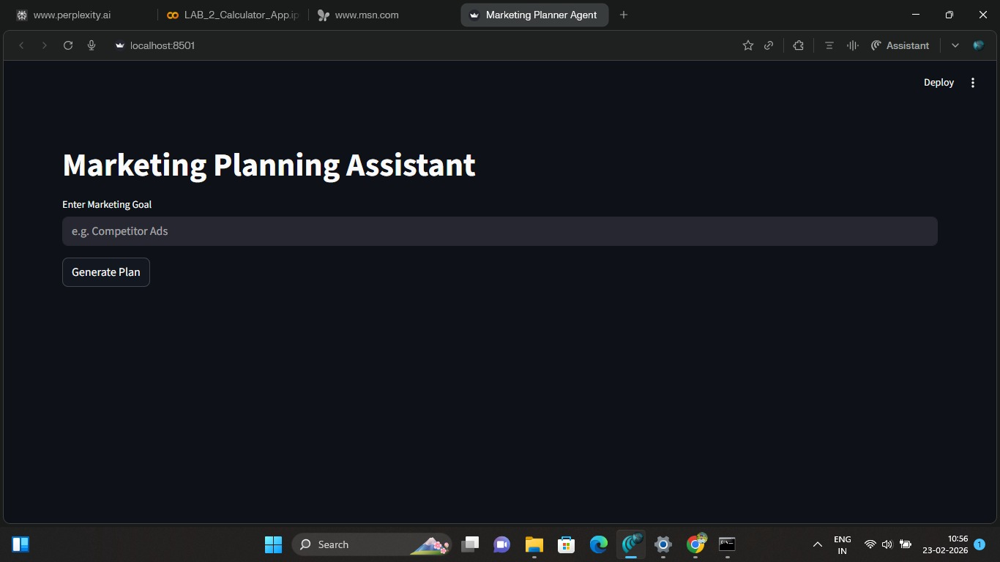 www.perplexity.ai
LAB_2_Calculator_App.ip
www.msn.com
Marketing Planner Agent
localhost:8501
Assistant
Deploy
Marketing Planning Assistant
Enter Marketing Goal
e.g. Competitor Ads
Generate Plan
Search
ENG
IN
10:56
23-02-2026
1